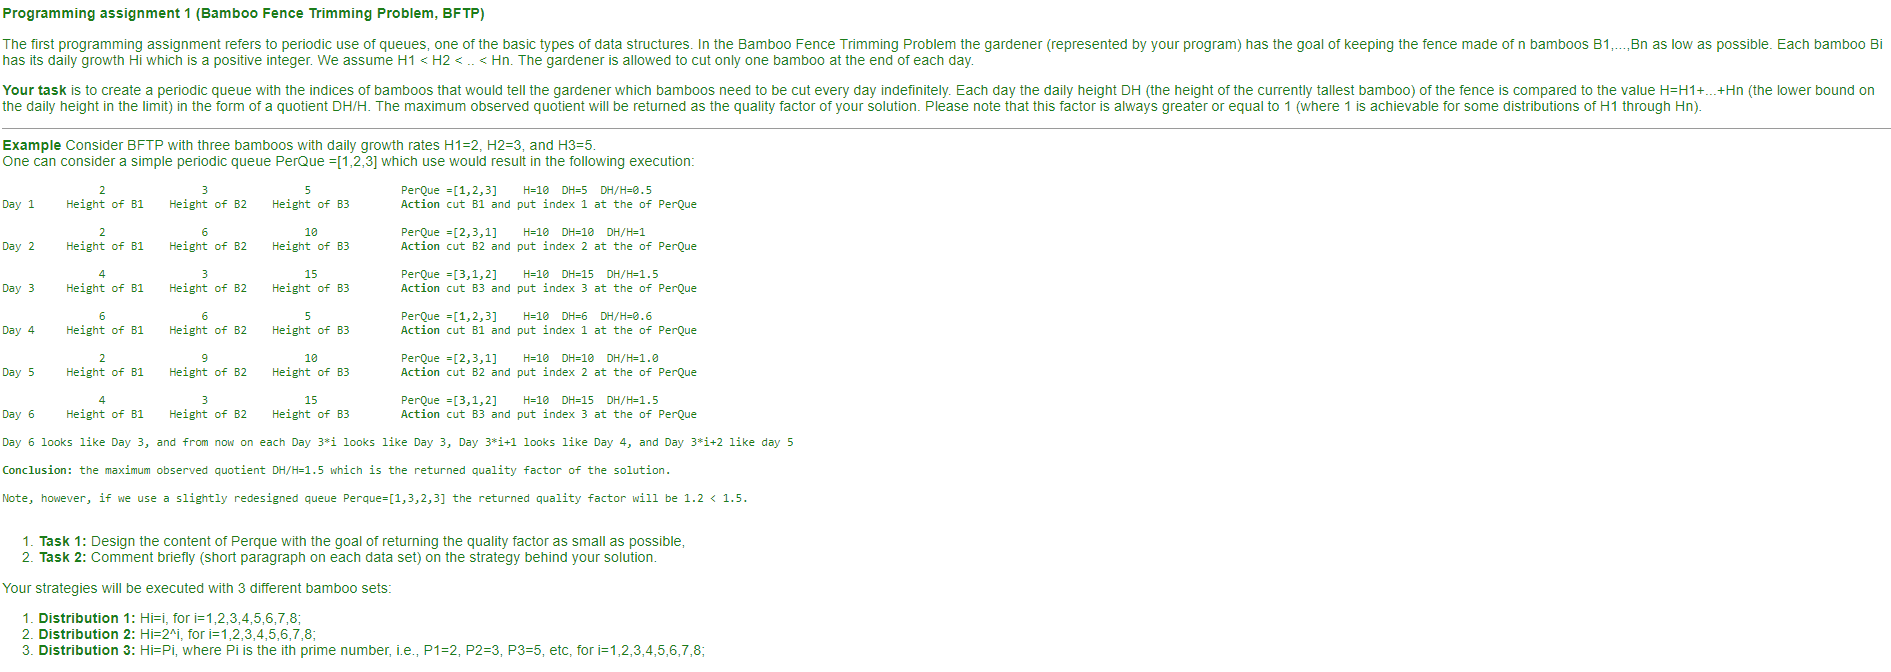 Programming assignment 1 (Bamboo Fence Trimming Problem, BFTP)
The first programming assignment refers to periodic use of queues, one of the basic types of data structures. In the Bamboo Fence Trimming Problem the gardener (represented by your program) has the goal of keeping the fence made of n bamboos B1,...,Bn as low as possible. Each bamboo Bi
has its daily growth Hi which is a positive integer. We assume H1 < H2 < .. < Hn. The gardener is allowed to cut only one bamboo at the end of each day.
Your task is to create a periodic queue with the indices of bamboos that would tell the gardener which bamboos need to be cut every day indefinitely. Each day the daily height DH (the height of the currently tallest bamboo) of the fence is compared to the value H=H1+...+Hn (the lower bound on
the daily height in the limit) in the form of a quotient DH/H. The maximum observed quotient will be returned as the quality factor of your solution. Please note that this factor is always greater or equal to 1 (where 1 is achievable for some distributions of H1 through Hn).
Example Consider BFTP with three bamboos with daily growth rates H1=2, H2=3, and H3=5.
One can consider a simple periodic queue PerQue =[1,2,3] which use would result in the following execution:
2 3 5 PerQue =[1,2,3] H=10 DH=5 DH/H=0.5
Day 1 Height of B1 Height of B2 Height of B3 Action cut B1 and put index 1 at the of PerQue
2 6 10 PerQue =[2,3,1] H=10 DH=10 DH/H=1
Day 2 Height of B1 Height of B2 Height of B3 Action cut B2 and put index 2 at the of PerQue
4 3 15 PerQue =[3,1,2] H=10 DH=15 DH/H=1.5
Day 3 Height of B1 Height of B2 Height of B3 Action cut B3 and put index 3 at the of PerQue
6 6 5 PerQue =[1,2,3] H=10 DH=6 DH/H=0.6
Day 4 Height of B1 Height of B2 Height of B3 Action cut B1 and put index 1 at the of PerQue
2 9 10 PerQue =[2,3,1] H=10 DH=10 DH/H=1.0
Day 5 Height of B1 Height of B2 Height of B3 Action cut B2 and put index 2 at the of PerQue
4 3 15 PerQue =[3,1,2] H=10 DH=15 DH/H=1.5
Day 6 Height of B1 Height of B2 Height of B3 Action cut B3 and put index 3 at the of PerQue
Day 6 looks like Day 3, and from now on each Day 3*i looks like Day 3, Day 3*i+1 looks like Day 4, and Day 3*i+2 like day 5
Conclusion: the maximum observed quotient DH/H=1.5 which is the returned quality factor of the solution.
Note, however, if we use a slightly redesigned queue Perque=[1,3,2,3] the returned quality factor will be 1.2 < 1.5.
1. Task 1: Design the content of Perque with the goal of returning the quality factor as small as possible,
2. Task 2: Comment briefly (short paragraph on each data set) on the strategy behind your solution.
Your strategies will be executed with 3 different bamboo sets:
1. Distribution 1: Hi=i, for i=1,2,3,4,5,6,7,8;
2. Distribution 2: Hi=2^i, for i=1,2,3,4,5,6,7,8;
3. Distribution 3: Hi=Pi, where Pi is the ith prime number, i.e., P1=2, P2=3, P3=5, etc, for i=1,2,3,4,5,6,7,8;